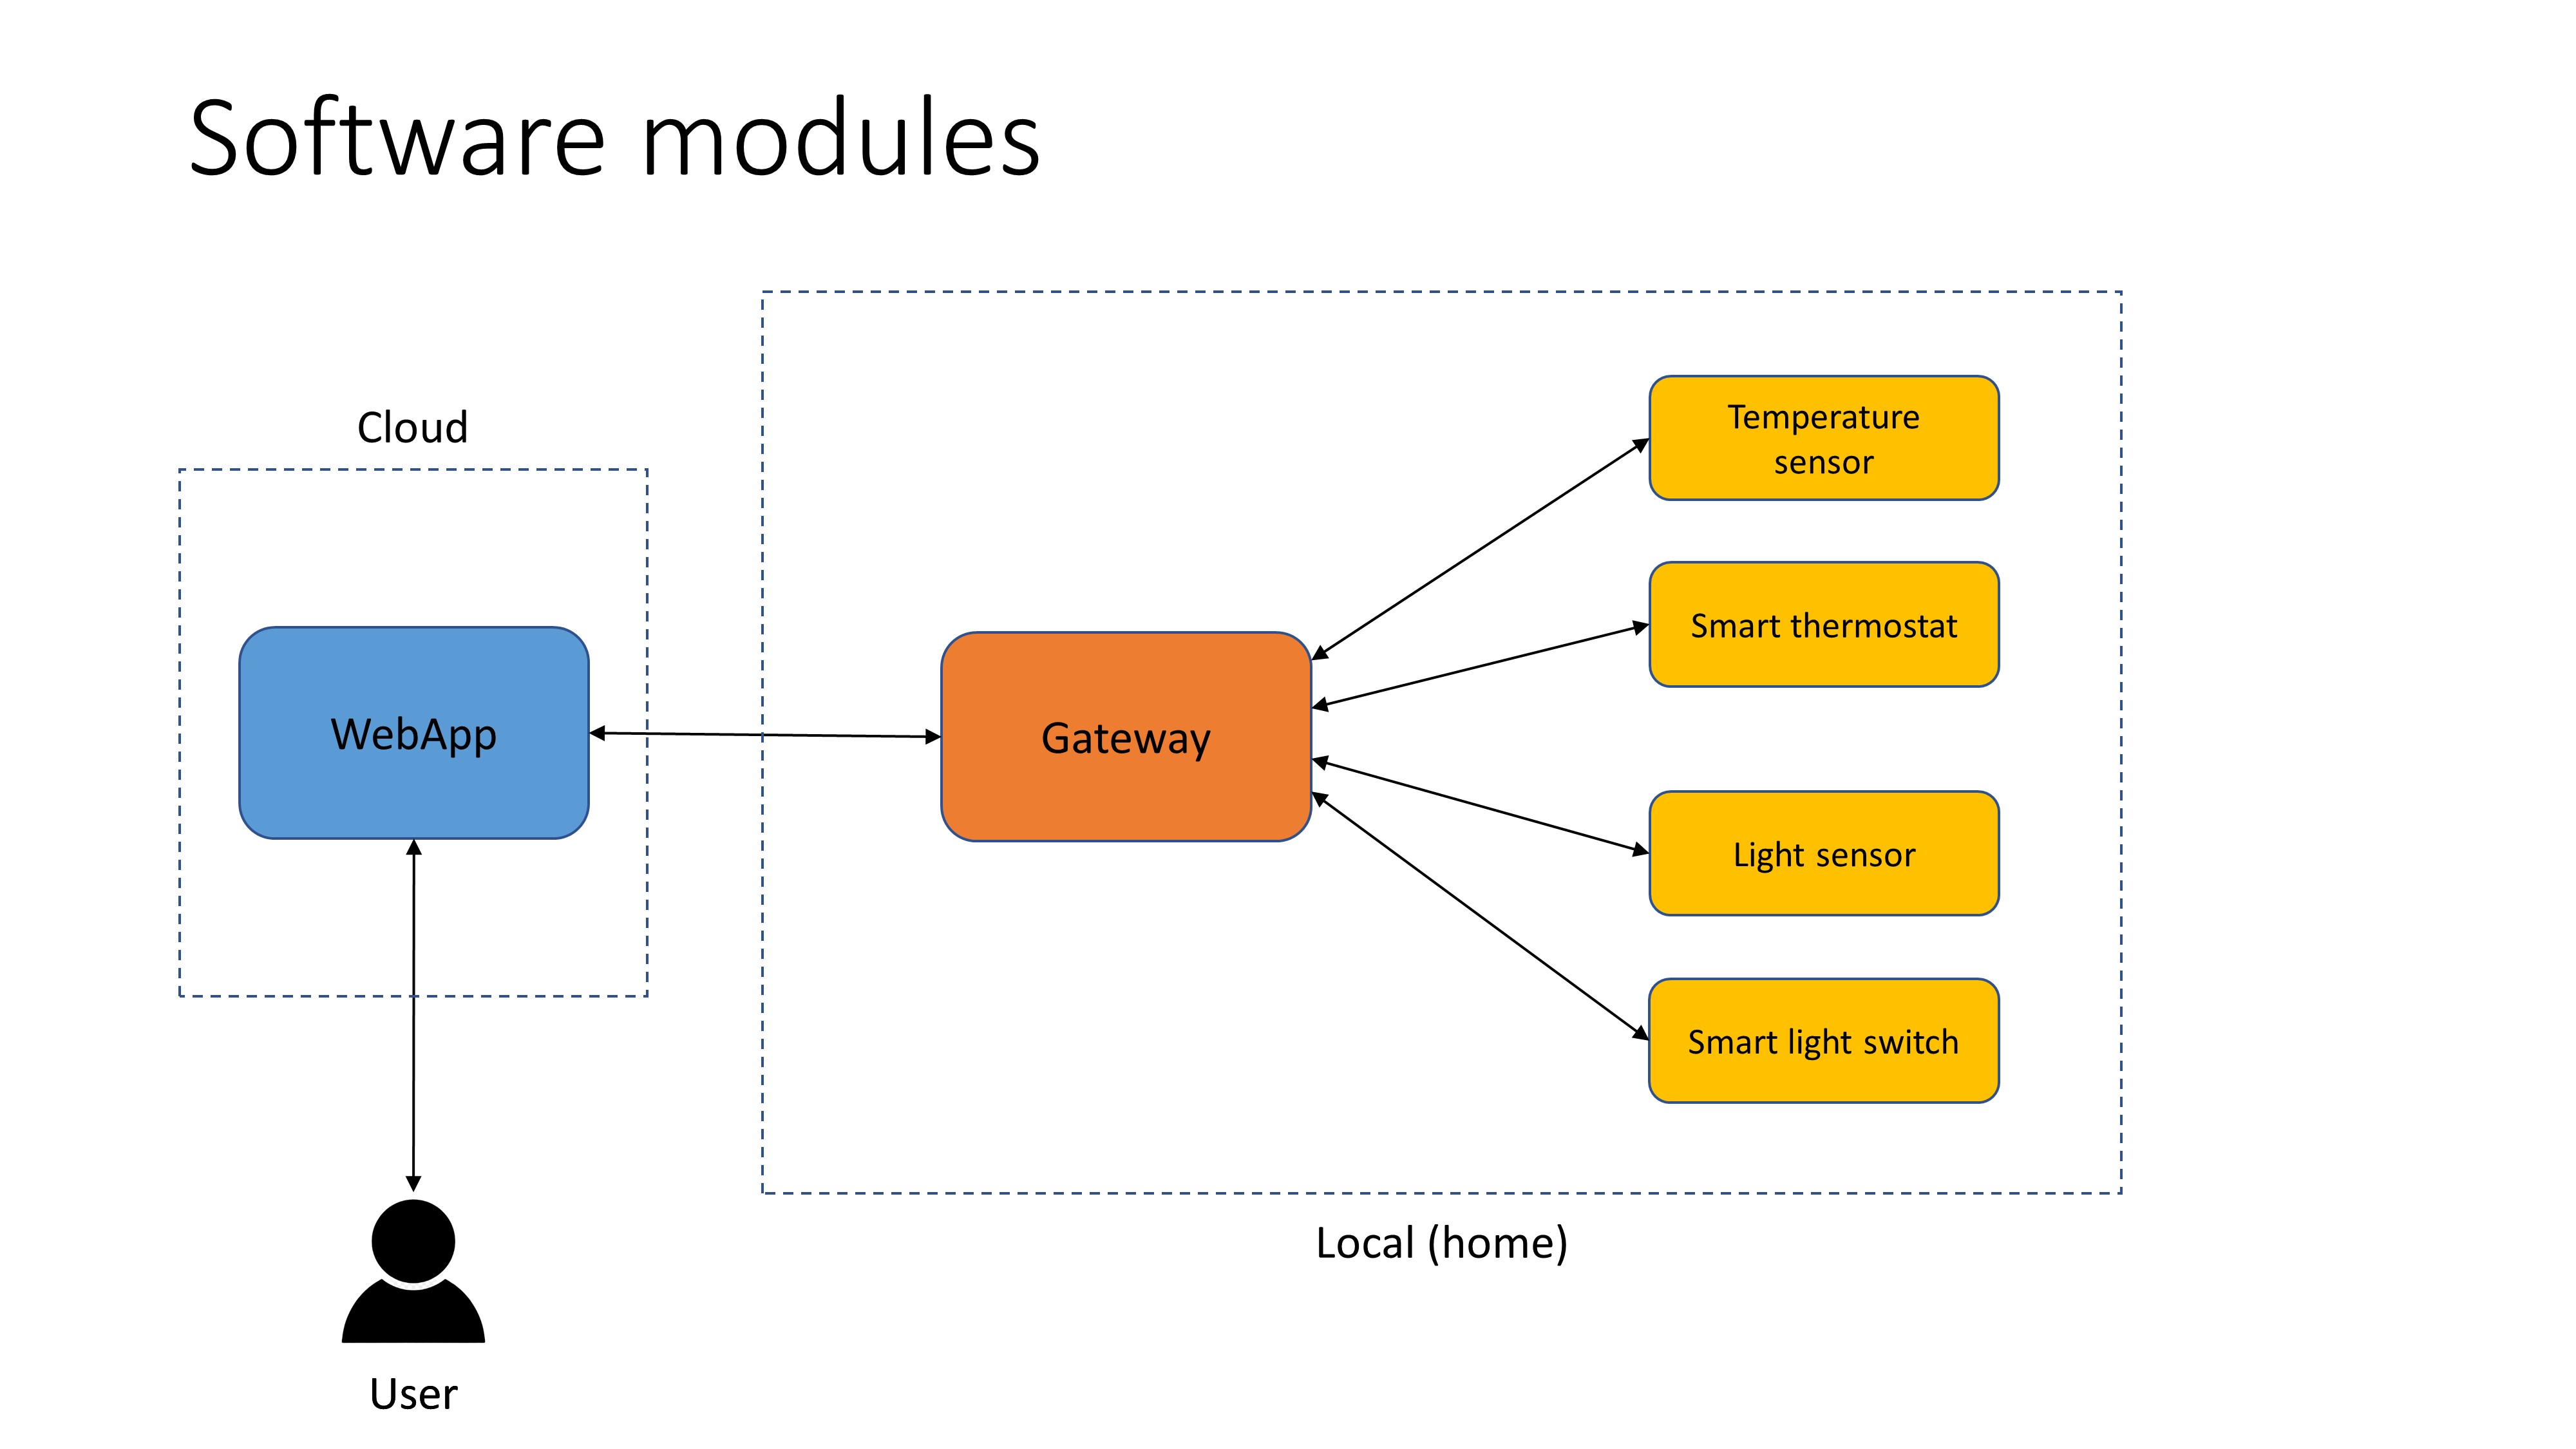 Software modules
Cloud
WebApp
User
Gateway
Temperature
sensor
Smart thermostat
Light sensor
Smart light switch
Local (home)